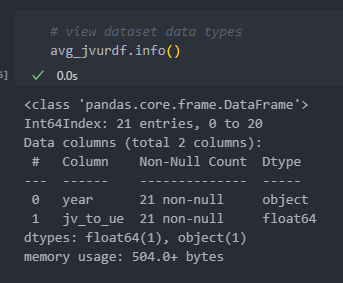 # view dataset data types
avg_jvurdf.info()
]
0.0s
<class 'pandas.core.frame.DataFrame'>
Int64Index: 21 entries, 0 to 20
Data columns (total 2 columns):
 #   Column    Non-Null Count  Dtype
---  ------    --------------  -----
 0   year      21 non-null     object
 1   jv_to_ue  21 non-null     float64
dtypes: float64(1), object(1)
memory usage: 504.0+ bytes